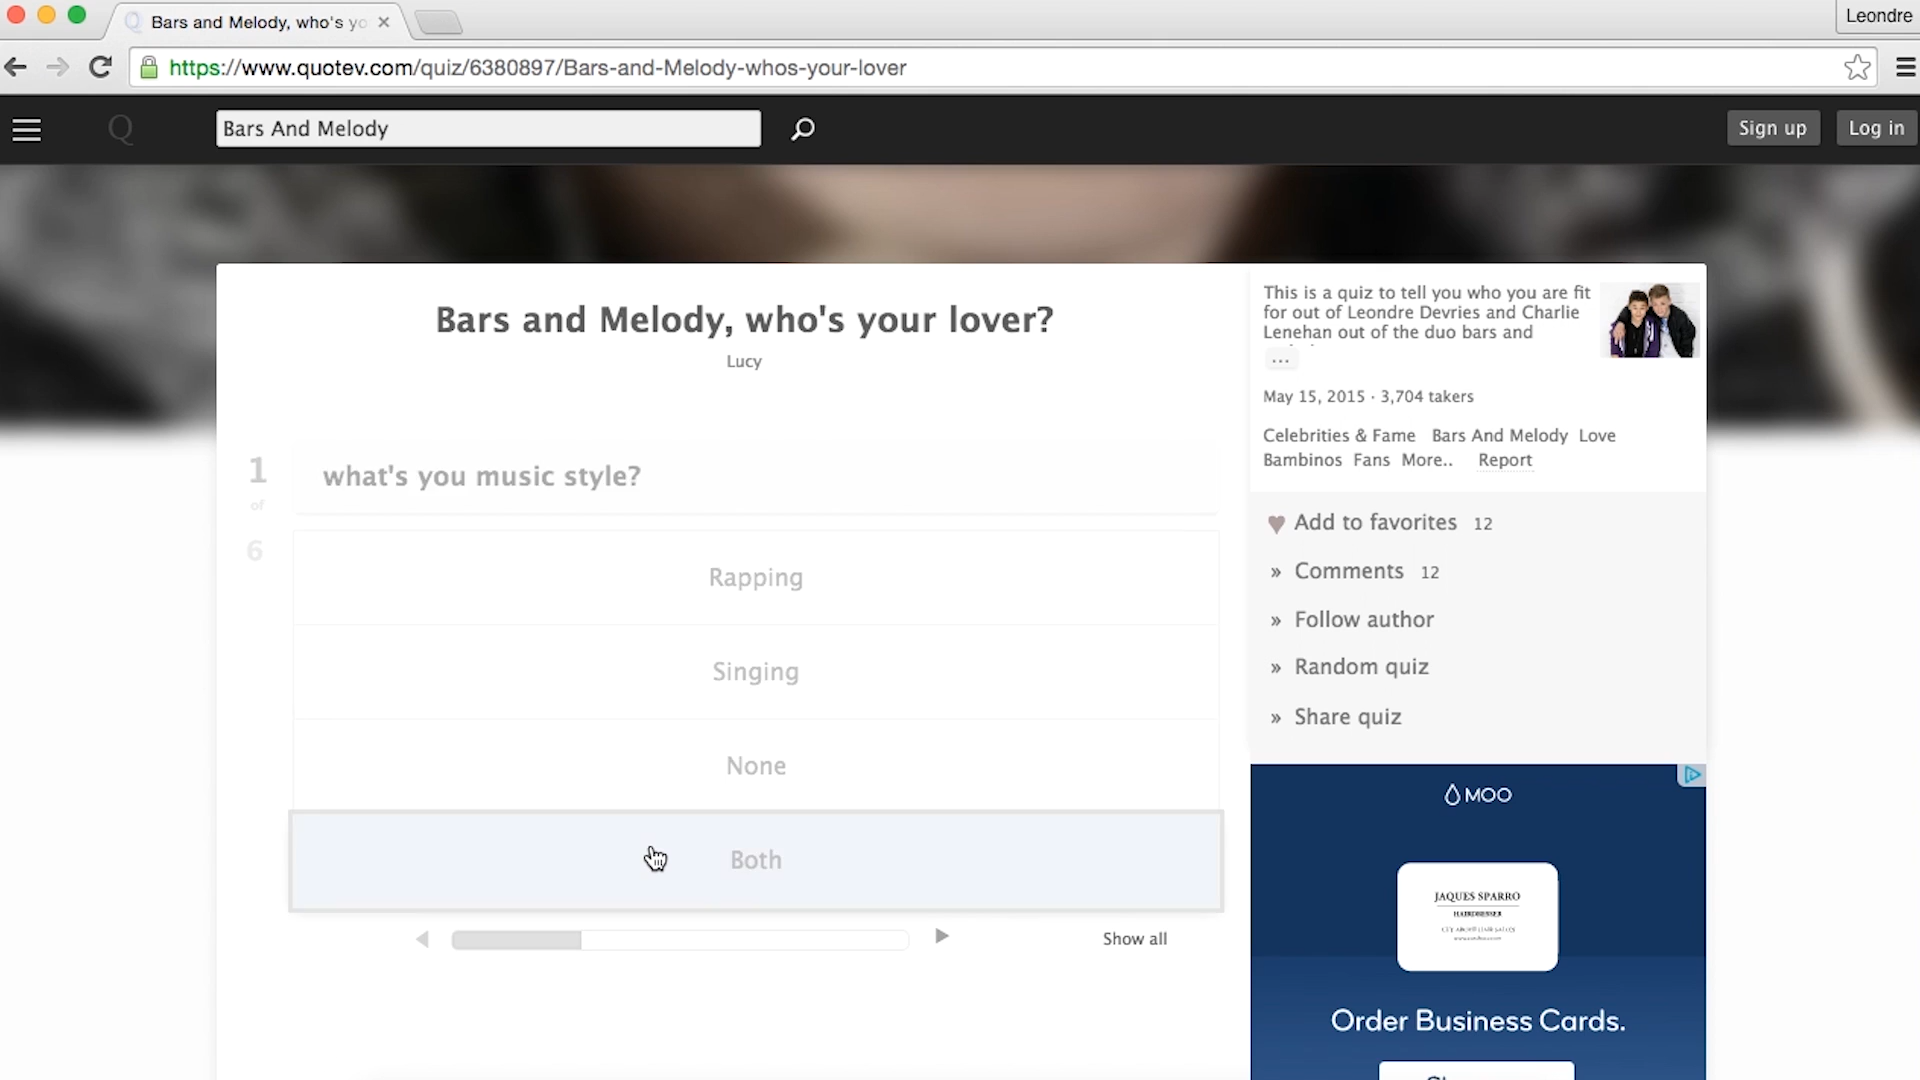 Bars and Melody, who's yo
Leondre
https://www.quotev.com/quiz/6380897/Bars-and-Melody-whos-your-lover
Q
Bars And Melody
Sign up
Log in
Bars and Melody, who's your lover?
Lucy
1
of
6
what's you music style?
Rapping
Singing
None
Both
Show all
This is a quiz to tell you who you are fit
for out of Leondre Devries and Charlie
Lenehan out of the duo bars and
...
May 15, 2015 · 3,704 takers
Celebrities & Fame Bars And Melody Love
Bambinos Fans More.. Report
Add to favorites 12
» Comments 12
» Follow author
» Random quiz
» Share quiz
MOO
JAQUES SPARRO
HAIRDRESSER
Order Business Cards.